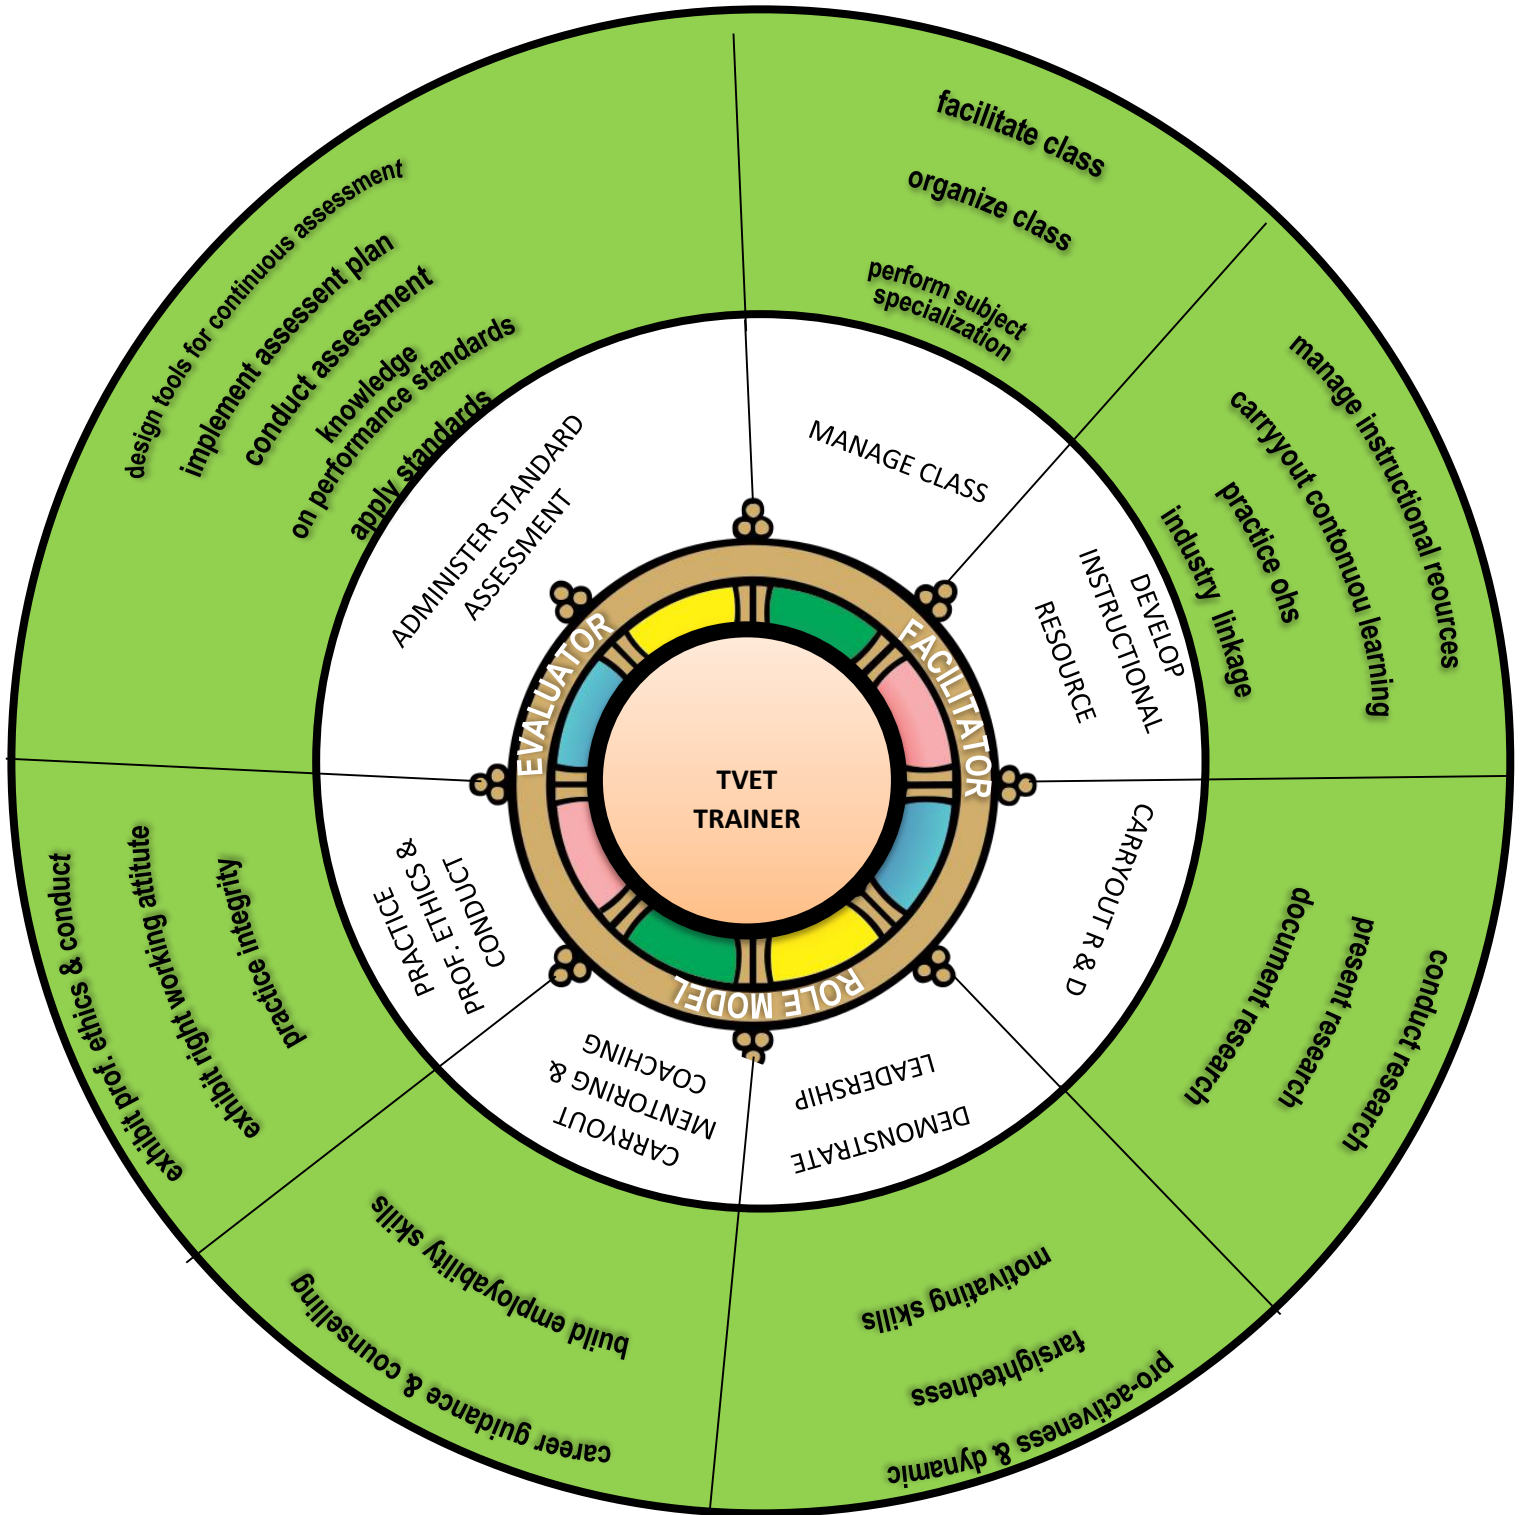 TVET
TRAINER
FACILITATOR
ROLE MODEL
EVALUATOR
MANAGE CLASS
facilitate class
organize class
perform subject
specialization
DEVELOP
INSTRUCTIONAL
RESOURCE
manage instructional reources
carryyout contonuou learning
practice ohs
industry linkage
CARRYOUT R & D
conduct research
present research
document research
DEMONSTRATE
LEADERSHIP
motivating skills
farsightedness
pro-activeness & dynamic
CARRYOUT
MENTORING &
COACHING
build employability skills
career guidance & counselling
PRACTICE
PROF. ETHICS &
CONDUCT
exhibit prof. ethics & conduct
exhibit right working attitute
practice integrity
ADMINISTER STANDARD
ASSESSMENT
design tools for continuous assessment
implement assessent plan
conduct assessment
knowledge
on performance standards
apply standards